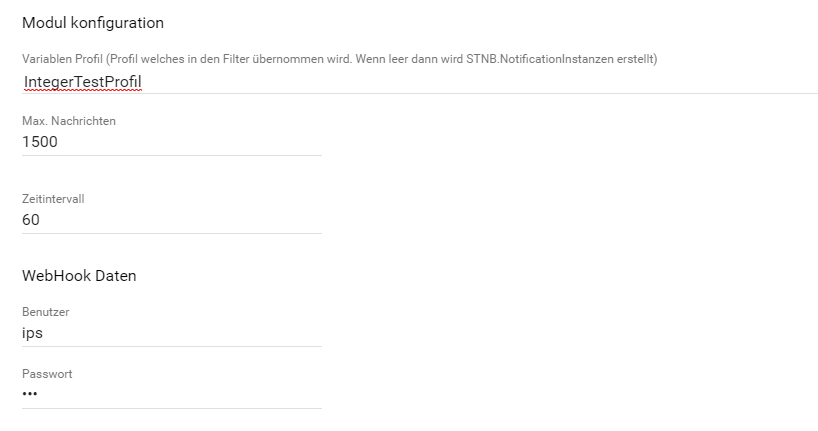 Modul konfiguration
Variablen Profil (Profil welches in den Filter übernommen wird. Wenn leer dann wird STNB.NotificationInstanzen erstellt)
IntegerTestProfil
Max. Nachrichten
1500
Zeitintervall
60
WebHook Daten
Benutzer
ips
Passwort
•••